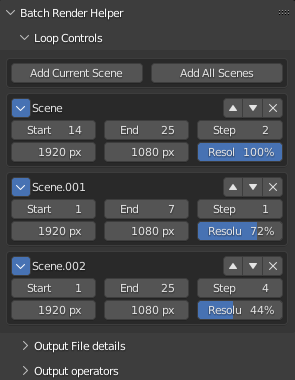 Batch Render Helper
Loop Controls
Add Current Scene Add All Scenes
Scene
Start 14 End 25 Step 2
1920 px 1080 px Resol 100%
Scene.001
Start 1 End 7 Step 1
1920 px 1080 px Resolu 72%
Scene.002
Start 1 End 25 Step 4
1920 px 1080 px Resolu 44%
Output File details
Output operators